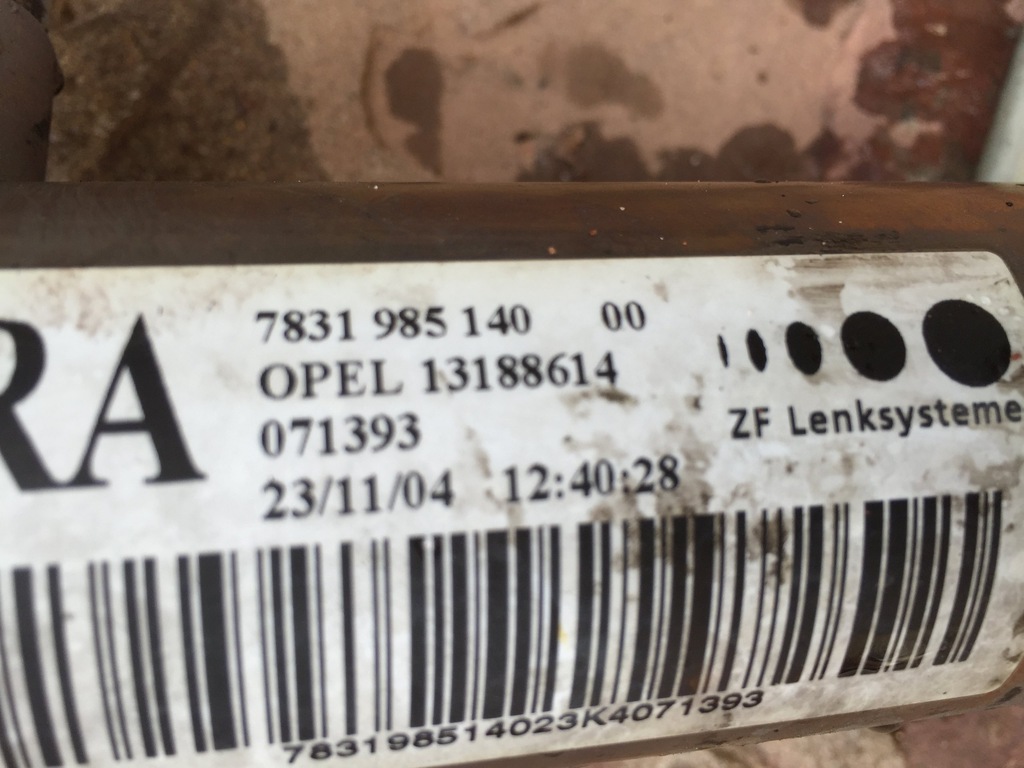 RA
7831 985 140 00
OPEL 13188614
071393
23/11/04 12:40:28
ZF Lenksysteme
783198514023K4071393